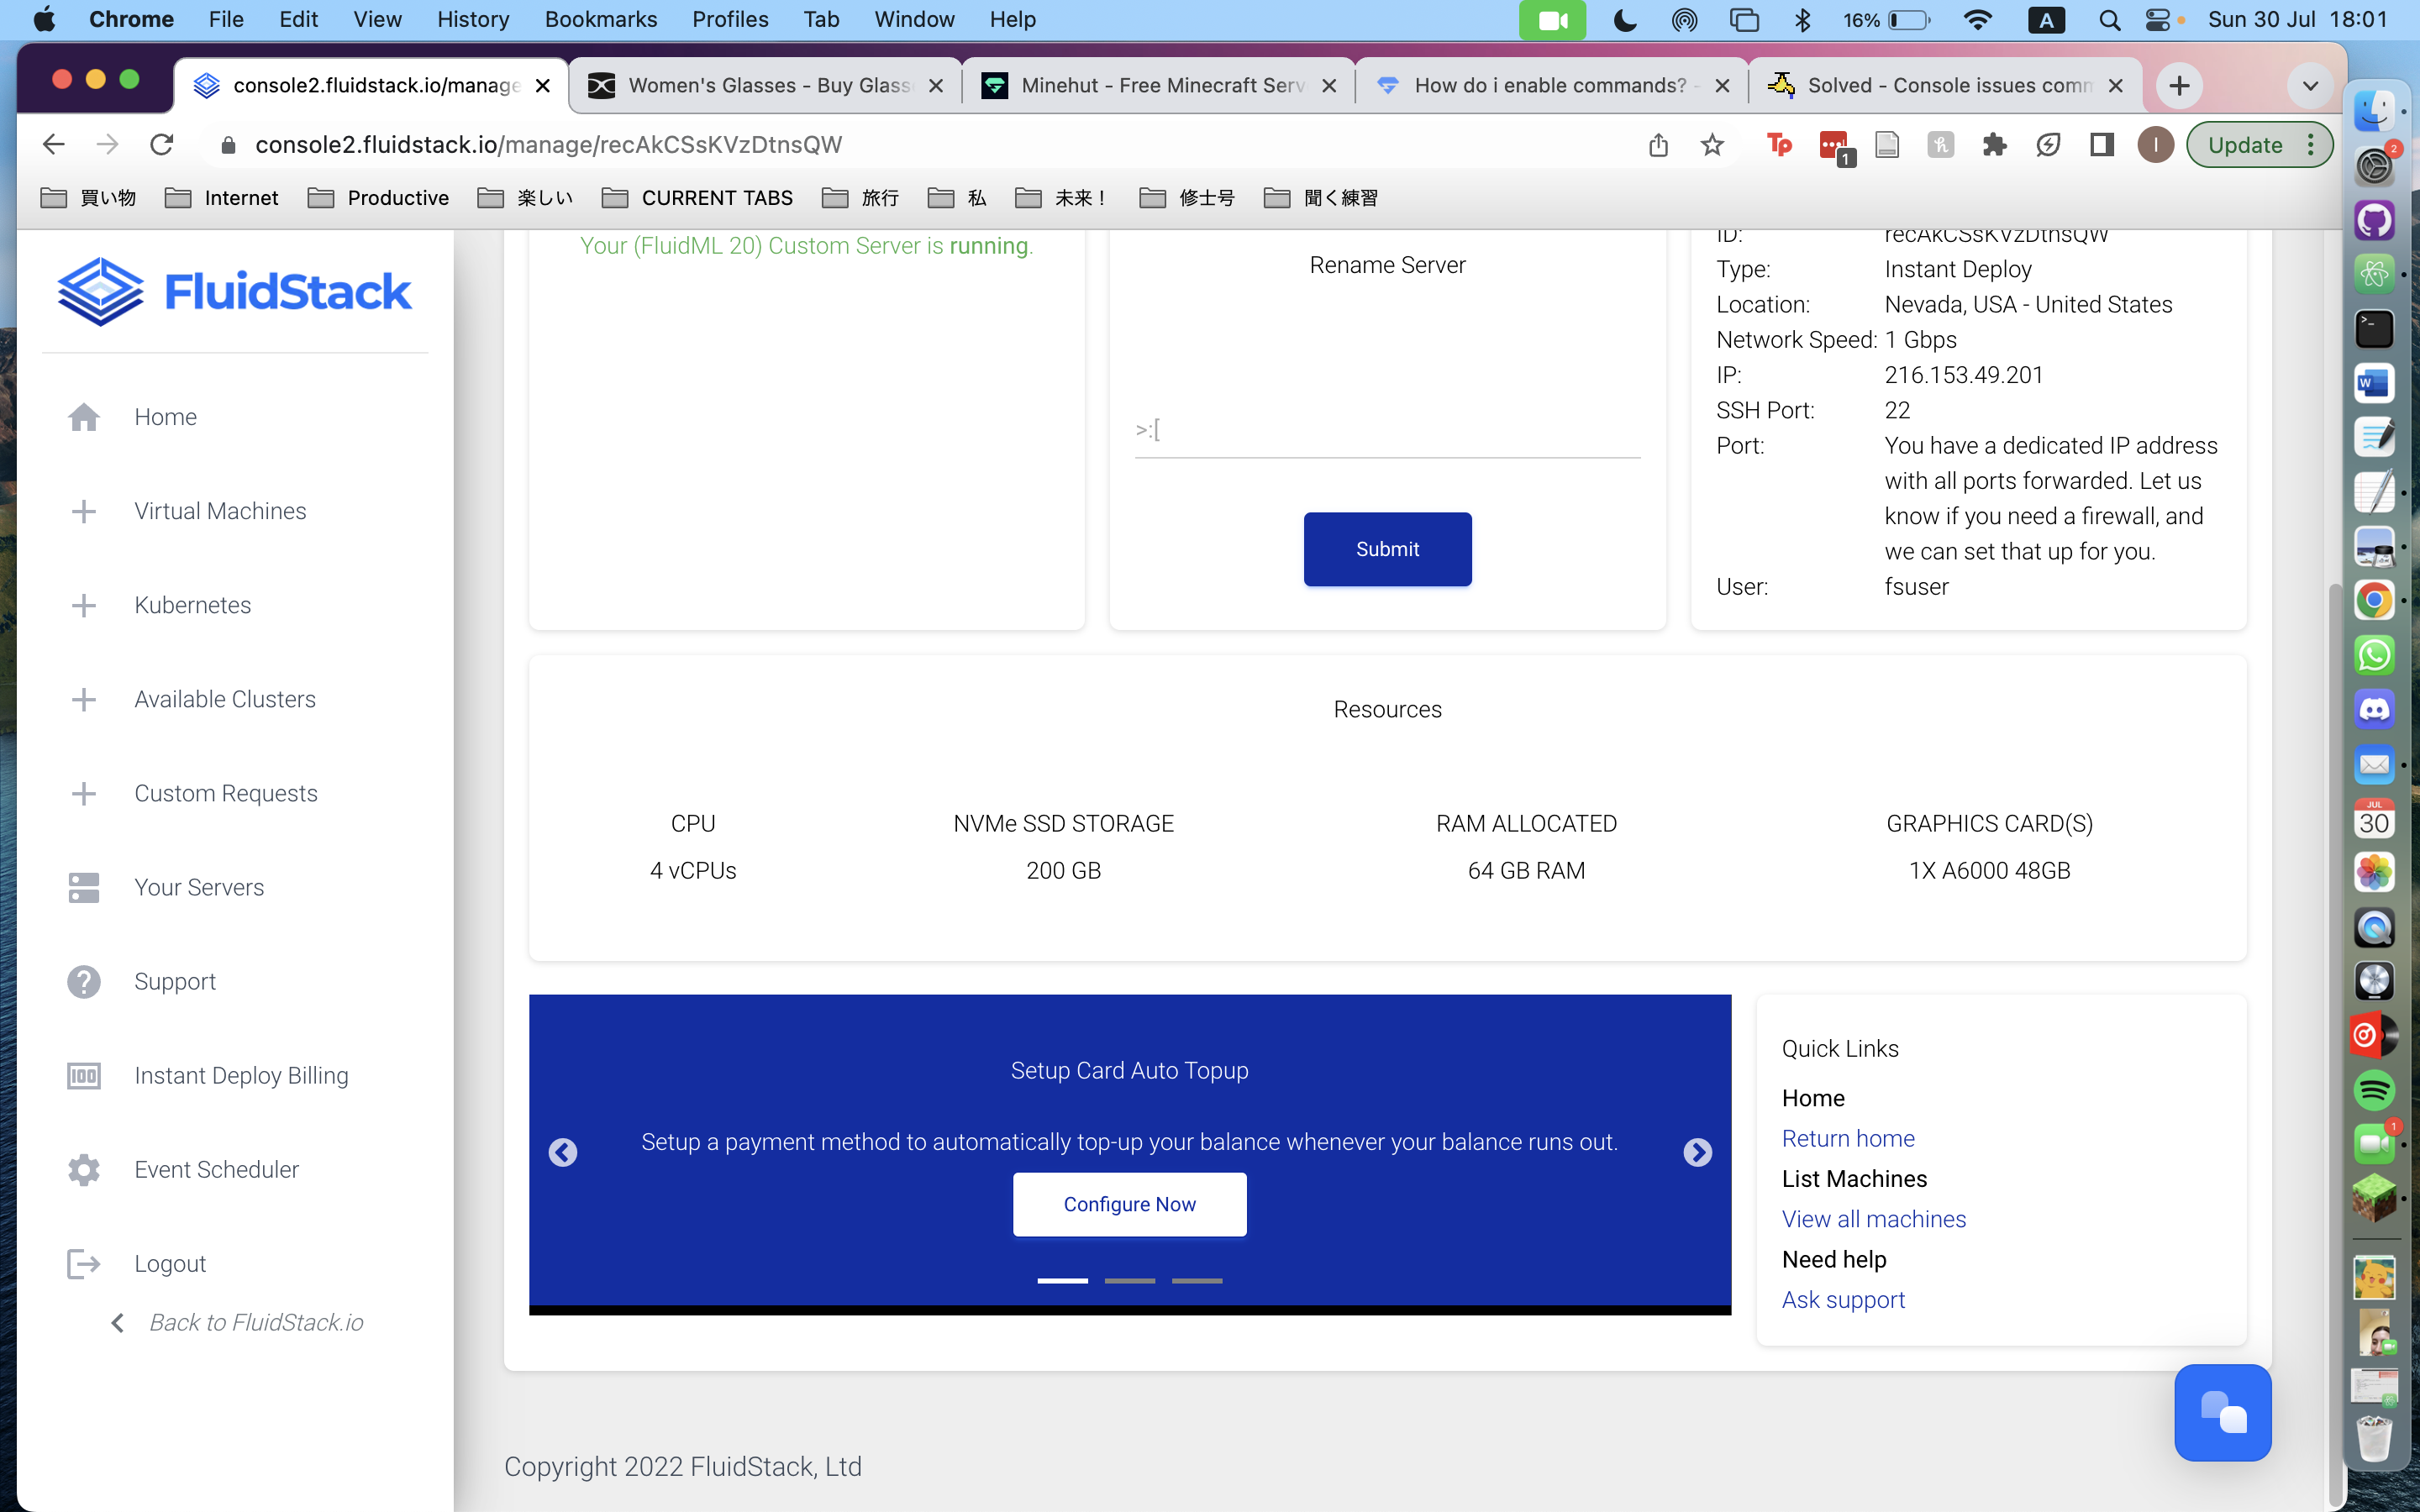 Chrome File Edit View History Bookmarks Profiles Tab Window Help 16% A Sun 30 Jul 18:01
console2.fluidstack.io/manage
Women's Glasses - Buy Glass
Minehut - Free Minecraft Serv
How do i enable commands? -
Solved - Console issues com
console2.fluidstack.io/manage/recAkCSsKVzDtnsQW
Tp 1 h I Update
買い物 Internet Productive 楽しい CURRENT TABS 旅行 私 未来！ 修士号 聞く練習
FluidStack
Home
Virtual Machines
Kubernetes
Available Clusters
Custom Requests
Your Servers
Support
Instant Deploy Billing
Event Scheduler
Logout
Back to FluidStack.io
Your (FluidML 20) Custom Server is running.
Rename Server
>:[
Submit
ID: recAkCSsKVzDtnsQW
Type: Instant Deploy
Location: Nevada, USA - United States
Network Speed: 1 Gbps
IP: 216.153.49.201
SSH Port: 22
Port: You have a dedicated IP address
with all ports forwarded. Let us
know if you need a firewall, and
we can set that up for you.
User: fsuser
Resources
CPU NVMe SSD STORAGE RAM ALLOCATED GRAPHICS CARD(S)
4 vCPUs 200 GB 64 GB RAM 1X A6000 48GB
Setup Card Auto Topup
Setup a payment method to automatically top-up your balance whenever your balance runs out.
Configure Now
Quick Links
Home
Return home
List Machines
View all machines
Need help
Ask support
Copyright 2022 FluidStack, Ltd
2
W
JUL
30
1